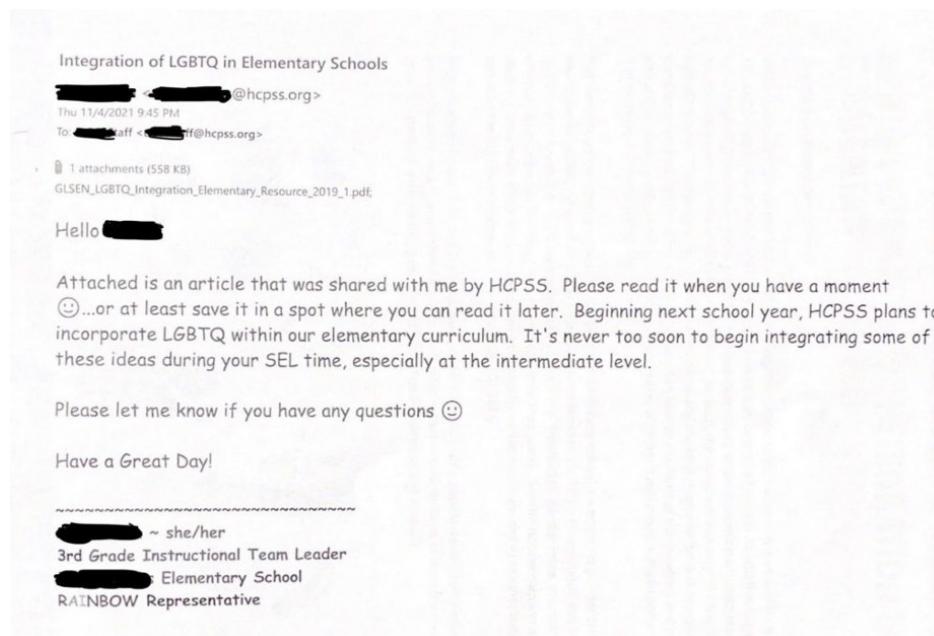 Integration of LGBTQ in Elementary Schools
@hcpss.org>
Thu 11/4/2021 9:45 PM
To: aff < ff@hcpss.org>
1 attachments (558 KB)
GLSEN_LGBTQ_Integration_Elementary_Resource_2019_1.pdf;
Hello
Attached is an article that was shared with me by HCPSS. Please read it when you have a moment
☺...or at least save it in a spot where you can read it later. Beginning next school year, HCPSS plans to
incorporate LGBTQ within our elementary curriculum. It's never too soon to begin integrating some of
these ideas during your SEL time, especially at the intermediate level.
Please let me know if you have any questions ☺
Have a Great Day!
~~~~~~~~~~~~~~~~~~~~~~~~~~~~~~~
~ she/her
3rd Grade Instructional Team Leader
Elementary School
RAINBOW Representative